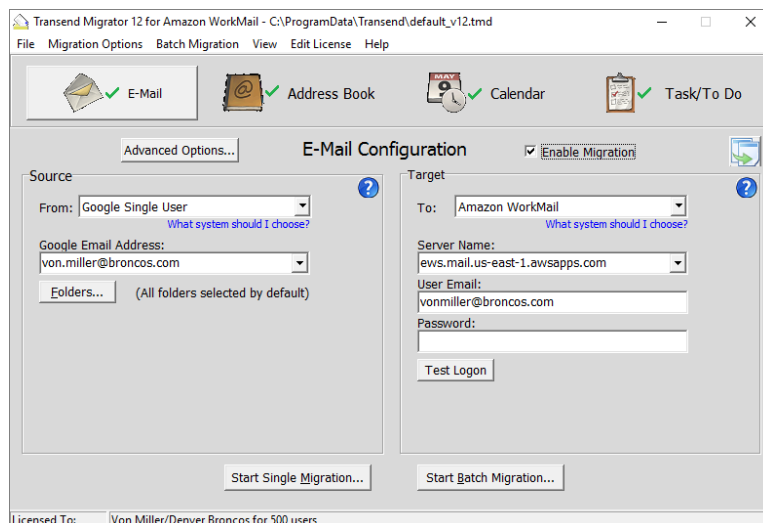 Transend Migrator 12 for Amazon WorkMail - C:\ProgramData\Transend\default_v12.tmd
File Migration Options Batch Migration View Edit License Help
E-Mail Address Book Calendar Task/To Do
MAY
9
Advanced Options... E-Mail Configuration Enable Migration
Source Target
From: Google Single User To: Amazon WorkMail
What system should I choose? What system should I choose?
Google Email Address: Server Name:
von.miller@broncos.com ews.mail.us-east-1.awsapps.com
Folders... (All folders selected by default) User Email:
vonmiller@broncos.com
Password:
Test Logon
Start Single Migration... Start Batch Migration...
Licensed To: Von Miller/Denver Broncos for 500 users